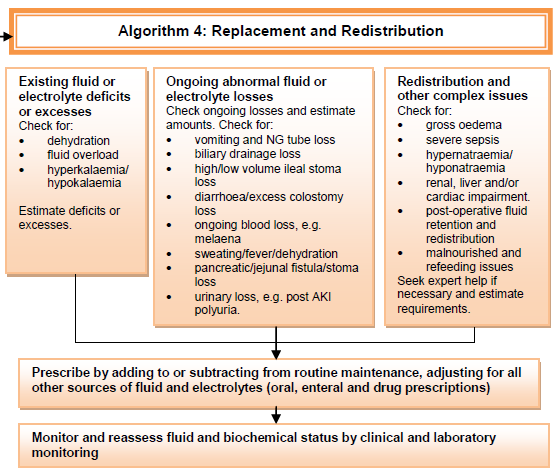 Algorithm 4: Replacement and Redistribution
Existing fluid or
electrolyte deficits
or excesses
Check for:
• dehydration
• fluid overload
• hyperkalaemia/
hypokalaemia
Estimate deficits or
excesses.
Ongoing abnormal fluid or
electrolyte losses
Check ongoing losses and estimate
amounts. Check for:
• vomiting and NG tube loss
• biliary drainage loss
• high/low volume ileal stoma
loss
• diarrhoea/excess colostomy
loss
• ongoing blood loss, e.g.
melaena
• sweating/fever/dehydration
• pancreatic/jejunal fistula/stoma
loss
• urinary loss, e.g. post AKI
polyuria.
Redistribution and
other complex issues
Check for:
• gross oedema
• severe sepsis
• hypernatraemia/
hyponatraemia
• renal, liver and/or
cardiac impairment.
• post-operative fluid
retention and
redistribution
• malnourished and
refeeding issues
Seek expert help if
necessary and estimate
requirements.
Prescribe by adding to or subtracting from routine maintenance, adjusting for all
other sources of fluid and electrolytes (oral, enteral and drug prescriptions)
Monitor and reassess fluid and biochemical status by clinical and laboratory
monitoring